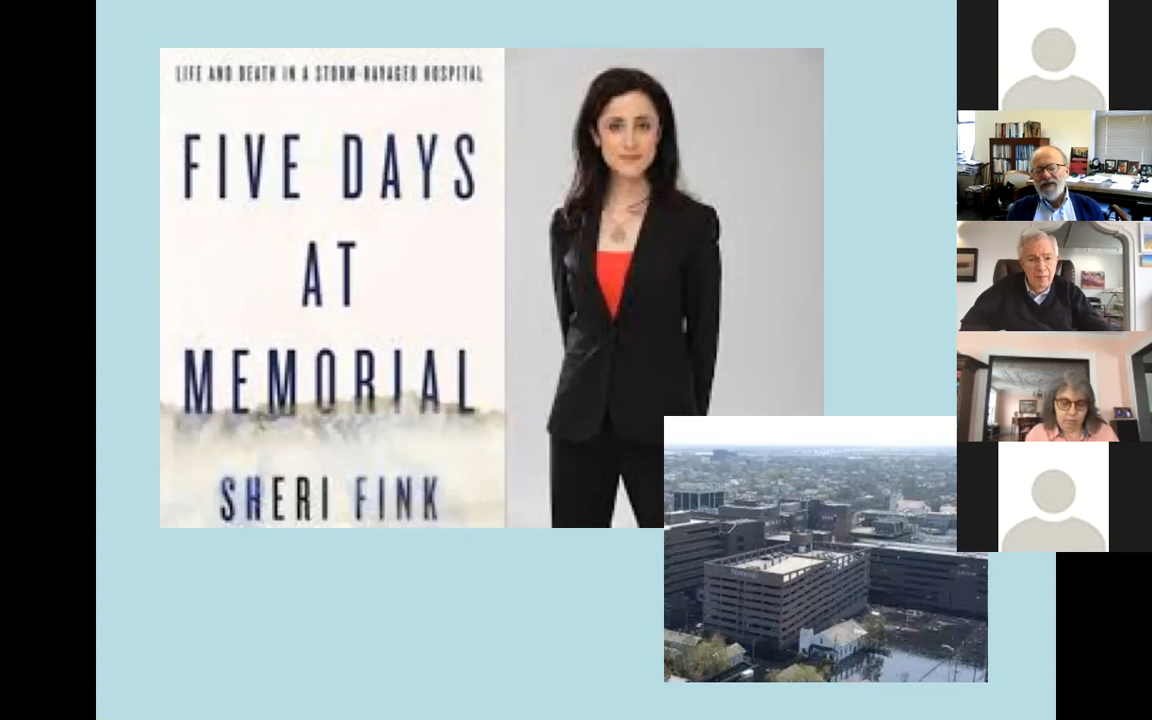 LIFE AND DEATH IN A STORM-RAVAGED HOSPITAL
FIVE DAYS
AT
MEMORIAL
SHERI FINK